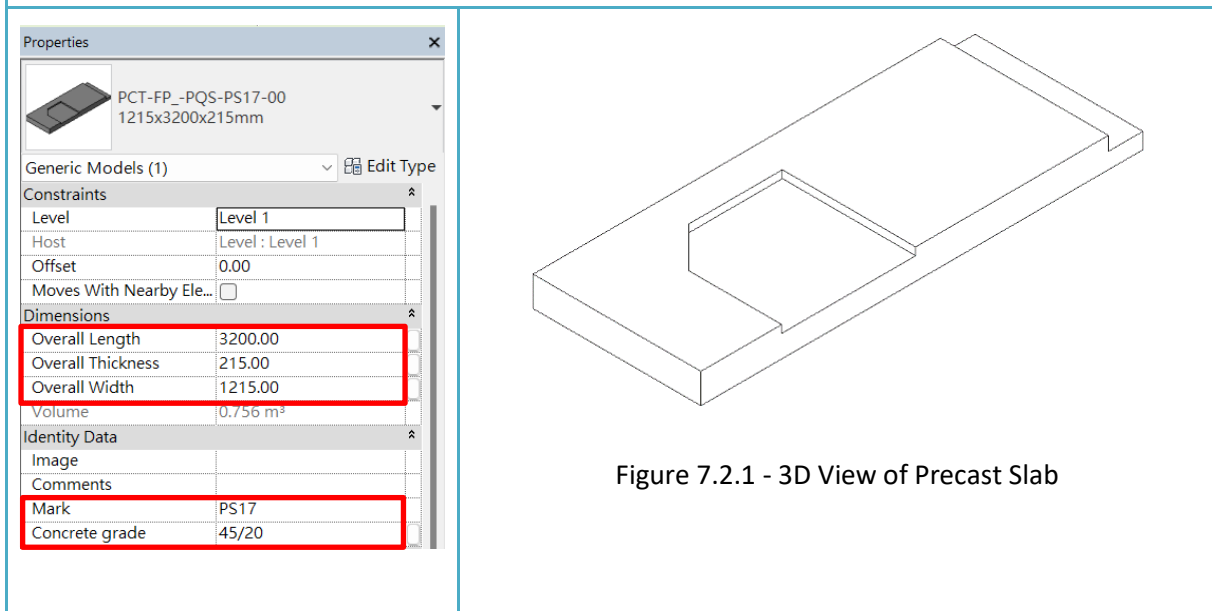 Properties
PCT-FP_-PQS-PS17-00
1215x3200x215mm
Generic Models (1) Edit Type
Constraints
Level Level 1
Host Level : Level 1
Offset 0.00
Moves With Nearby Ele...
Dimensions
Overall Length 3200.00
Overall Thickness 215.00
Overall Width 1215.00
Volume 0.756 m³
Identity Data
Image
Comments
Mark PS17
Concrete grade 45/20
Figure 7.2.1 - 3D View of Precast Slab